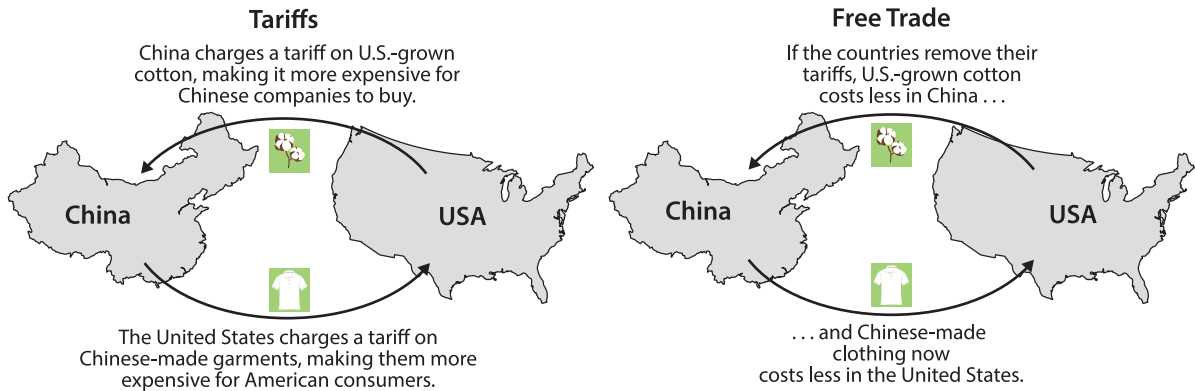 Tariffs
China charges a tariff on U.S.-grown
cotton, making it more expensive for
Chinese companies to buy.
China
USA
The United States charges a tariff on
Chinese-made garments, making them more
expensive for American consumers.
Free Trade
If the countries remove their
tariffs, U.S.-grown cotton
costs less in China . . .
China
USA
. . . and Chinese-made
clothing now
costs less in the United States.